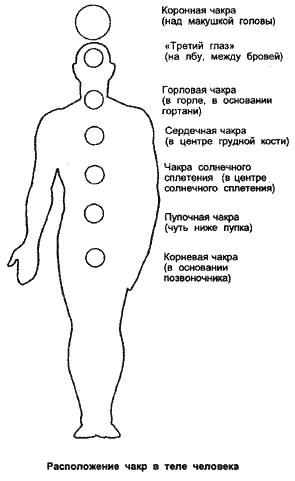 Коронная чакра
(над макушкой головы)
«Третий глаз»
(на лбу, между бровей)
Горловая чакра
(в горле, в основании
гортани)
Сердечная чакра
(в центре грудной кости)
Чакра солнечного
сплетения (в центре
солнечного сплетения)
Пупочная чакра
(чуть ниже пупка)
Корневая чакра
(в основании
позвоночника)
Расположение чакр в теле человека